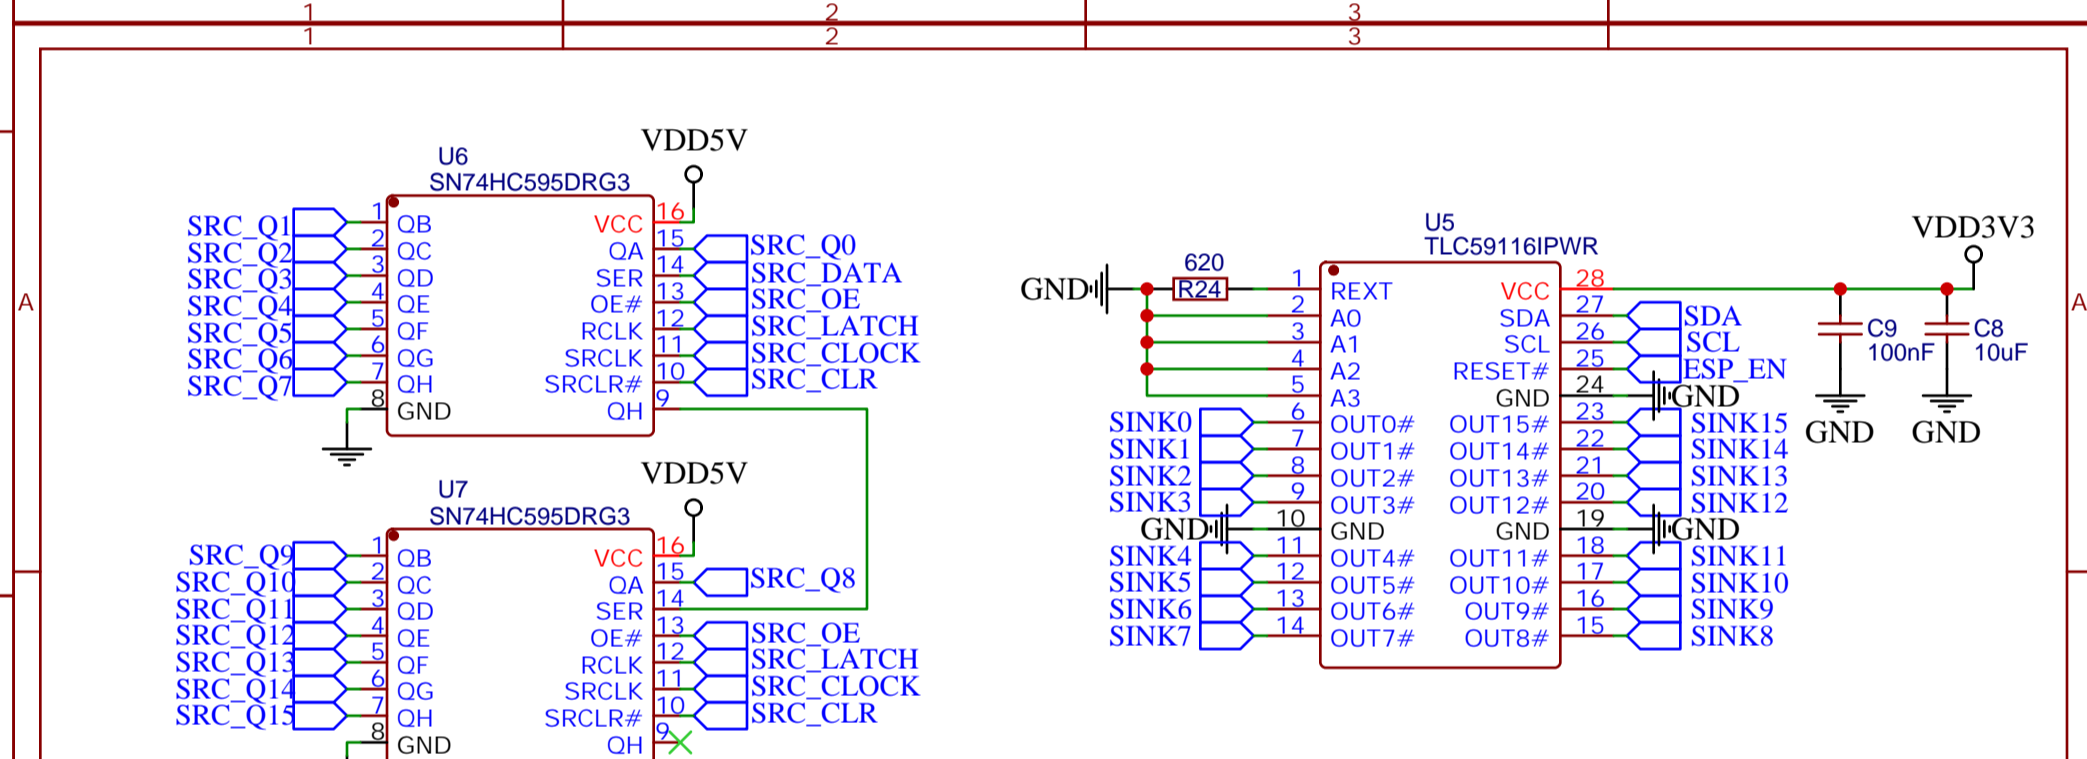 1 2 3
1 2 3
A A
VDD5V
U6
SN74HC595DRG3
SRC_Q1 1 QB VCC 16
SRC_Q2 2 QC QA 15 SRC_Q0
SRC_Q3 3 QD SER 14 SRC_DATA
SRC_Q4 4 QE OE# 13 SRC_OE
SRC_Q5 5 QF RCLK 12 SRC_LATCH
SRC_Q6 6 QG SRCLK 11 SRC_CLOCK
SRC_Q7 7 QH SRCLR# 10 SRC_CLR
8 GND QH 9
VDD5V
U7
SN74HC595DRG3
SRC_Q9 1 QB VCC 16
SRC_Q10 2 QC QA 15 SRC_Q8
SRC_Q11 3 QD SER 14
SRC_Q12 4 QE OE# 13 SRC_OE
SRC_Q13 5 QF RCLK 12 SRC_LATCH
SRC_Q14 6 QG SRCLK 11 SRC_CLOCK
SRC_Q15 7 QH SRCLR# 10 SRC_CLR
8 GND QH 9
U5
TLC59116IPWR
VDD3V3
620
GND R24 1 REXT VCC 28
2 A0 SDA 27 SDA
3 A1 SCL 26 SCL
4 A2 RESET# 25 ESP_EN
5 A3 GND 24 GND
SINK0 6 OUT0# OUT15# 23 SINK15
SINK1 7 OUT1# OUT14# 22 SINK14
SINK2 8 OUT2# OUT13# 21 SINK13
SINK3 9 OUT3# OUT12# 20 SINK12
GND 10 GND GND 19 GND
SINK4 11 OUT4# OUT11# 18 SINK11
SINK5 12 OUT5# OUT10# 17 SINK10
SINK6 13 OUT6# OUT9# 16 SINK9
SINK7 14 OUT7# OUT8# 15 SINK8
C9 C8
100nF 10uF
GND GND